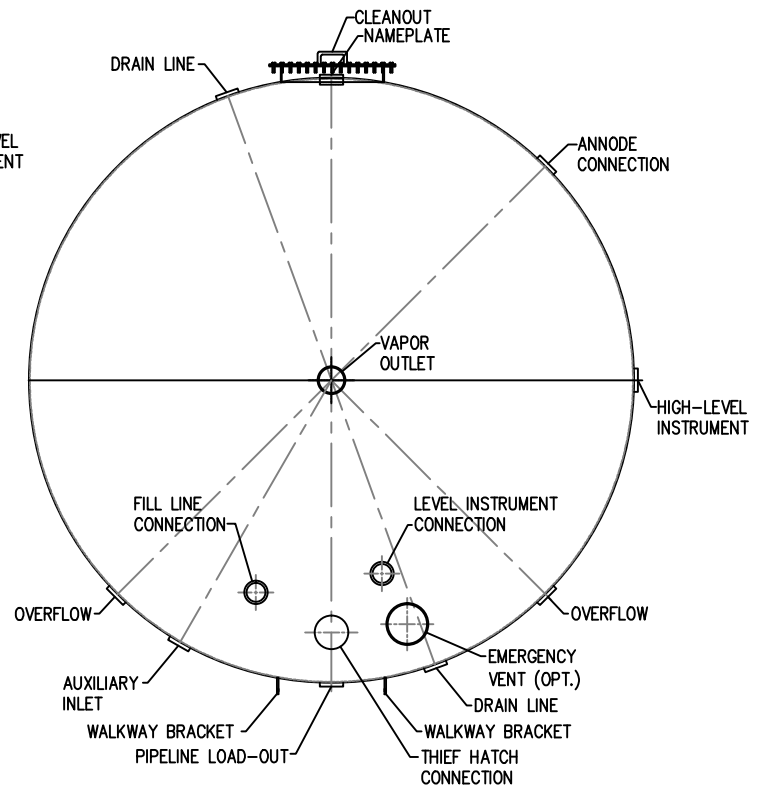 CLEANOUT
NAMEPLATE
DRAIN LINE
ANNODE
CONNECTION
VAPOR
OUTLET
HIGH-LEVEL
INSTRUMENT
FILL LINE
CONNECTION
LEVEL INSTRUMENT
CONNECTION
OVERFLOW
OVERFLOW
EMERGENCY
VENT (OPT.)
AUXILIARY
INLET
DRAIN LINE
WALKWAY BRACKET
WALKWAY BRACKET
PIPELINE LOAD-OUT
THIEF HATCH
CONNECTION